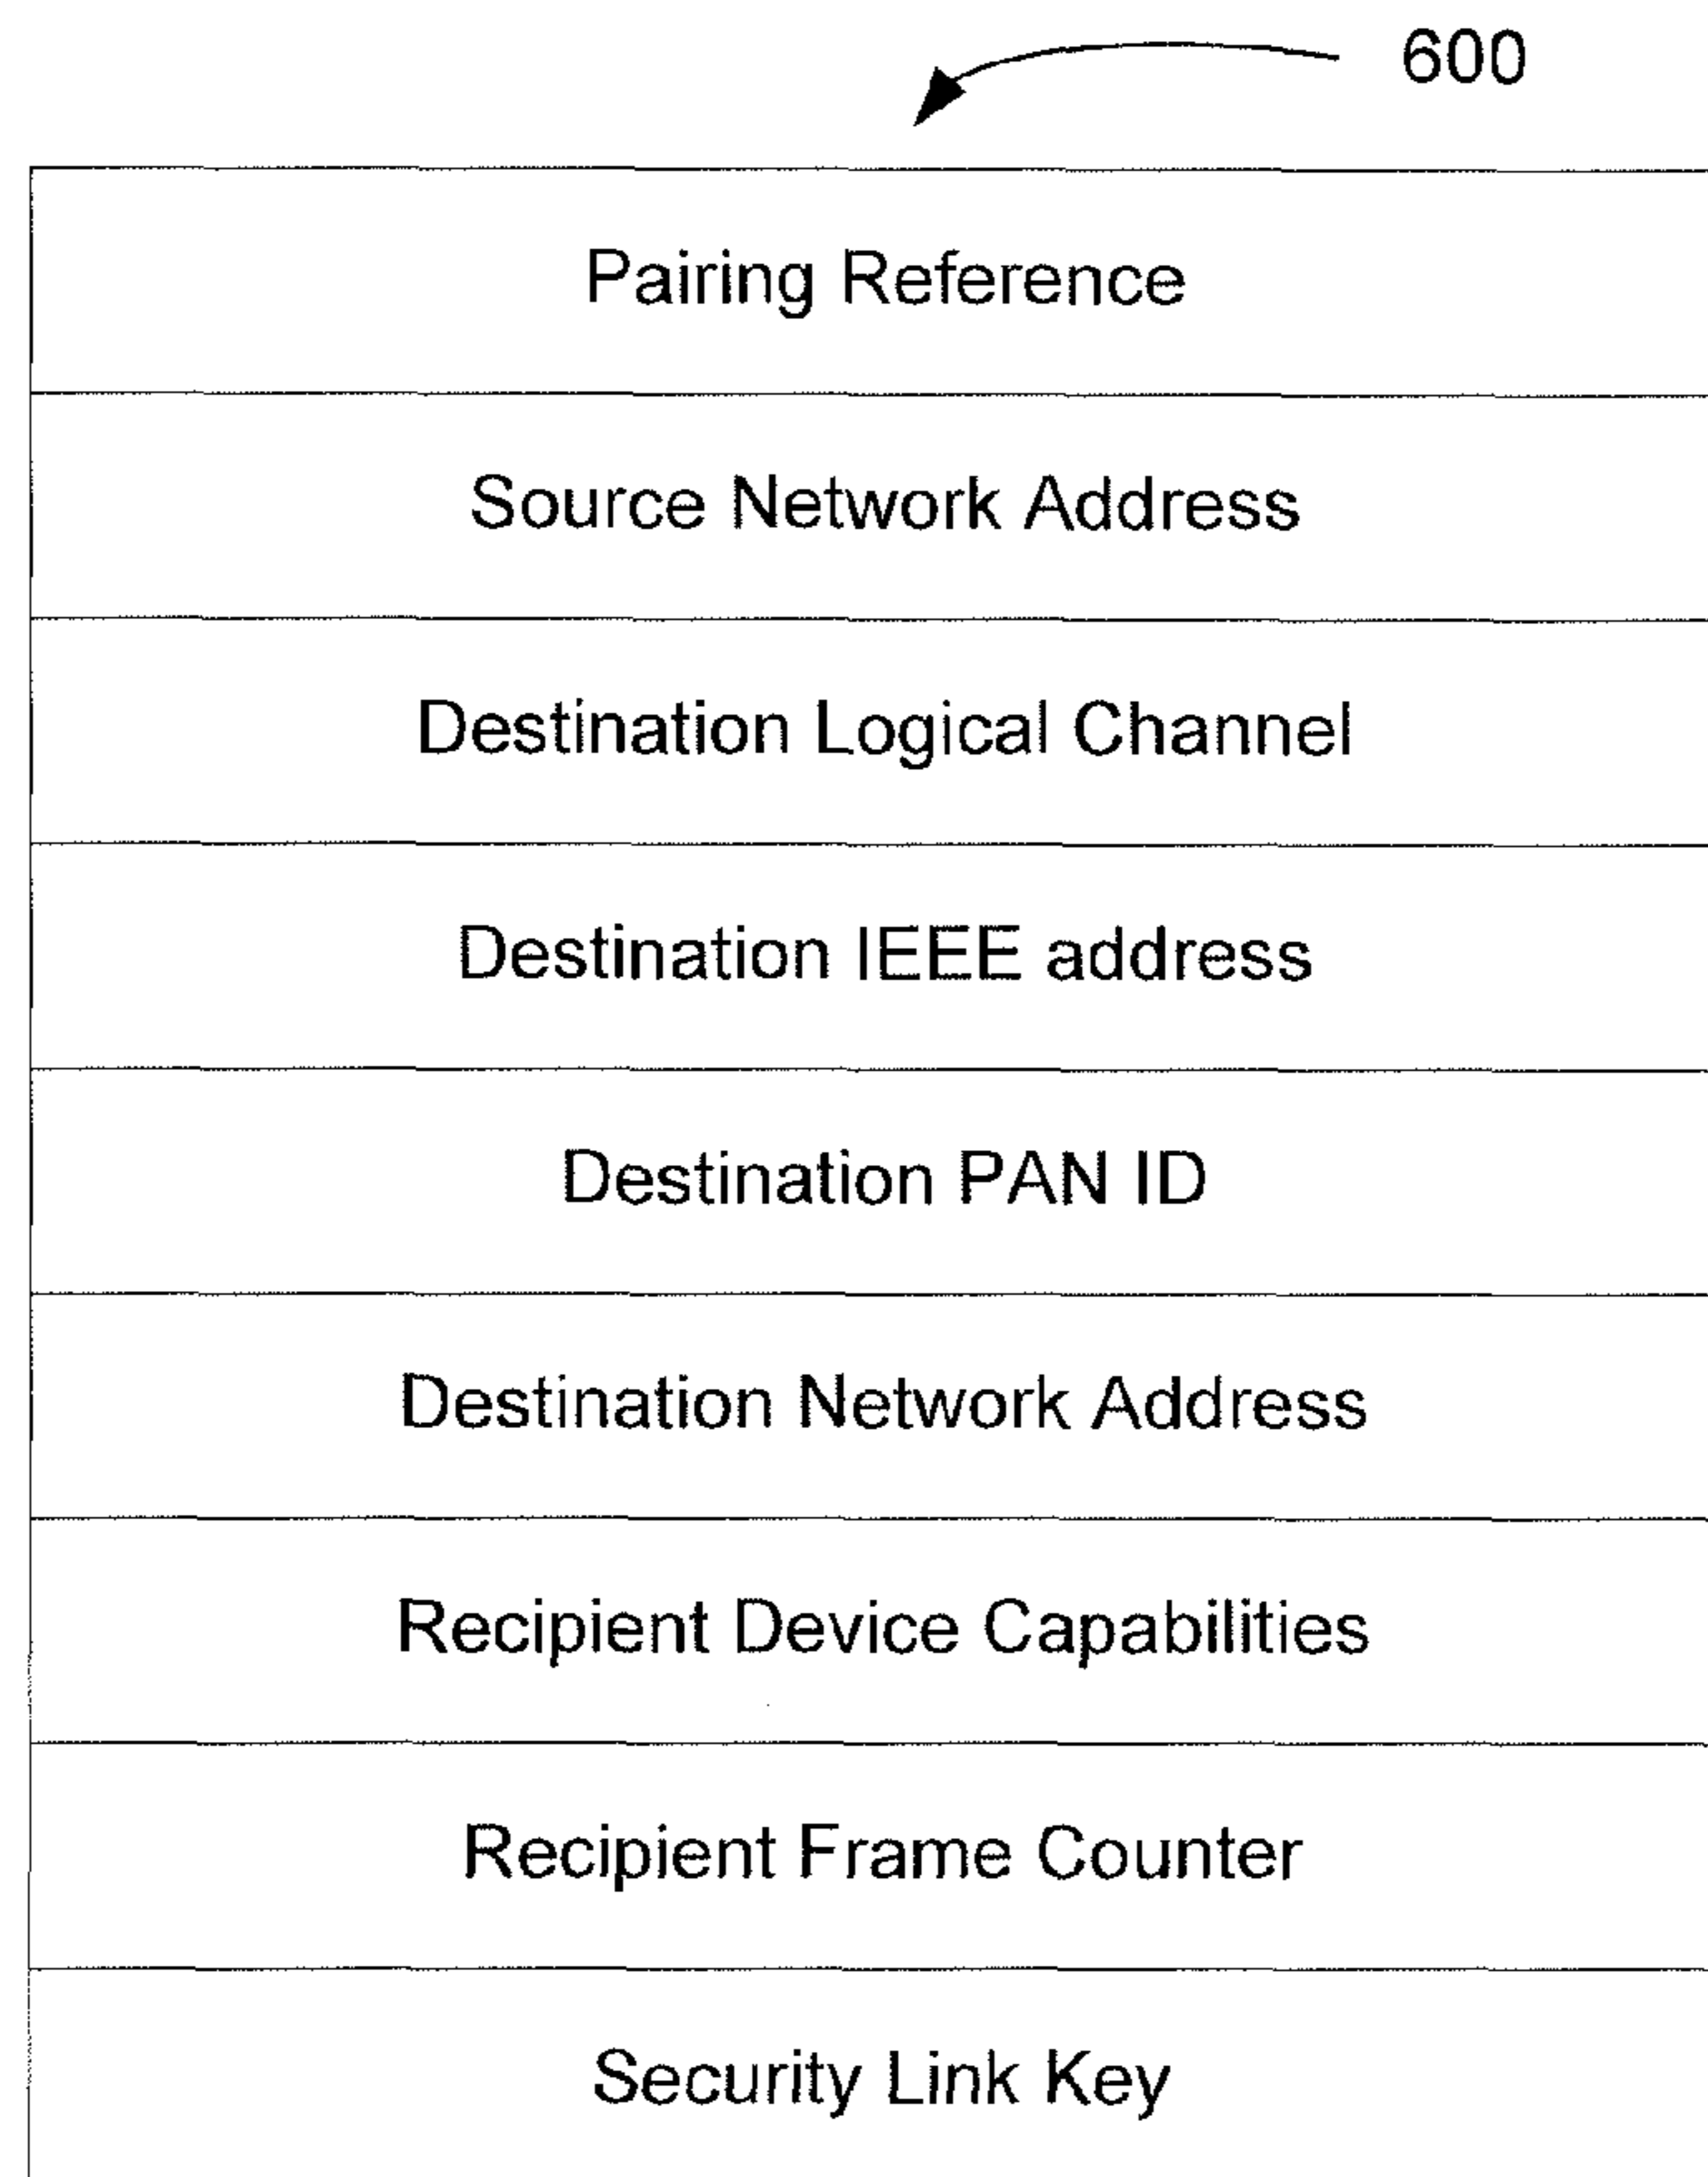 600
Pairing Reference
Source Network Address
Destination Logical Channel
Destination IEEE address
Destination PAN ID
Destination Network Address
Recipient Device Capabilities
Recipient Frame Counter
Security Link Key